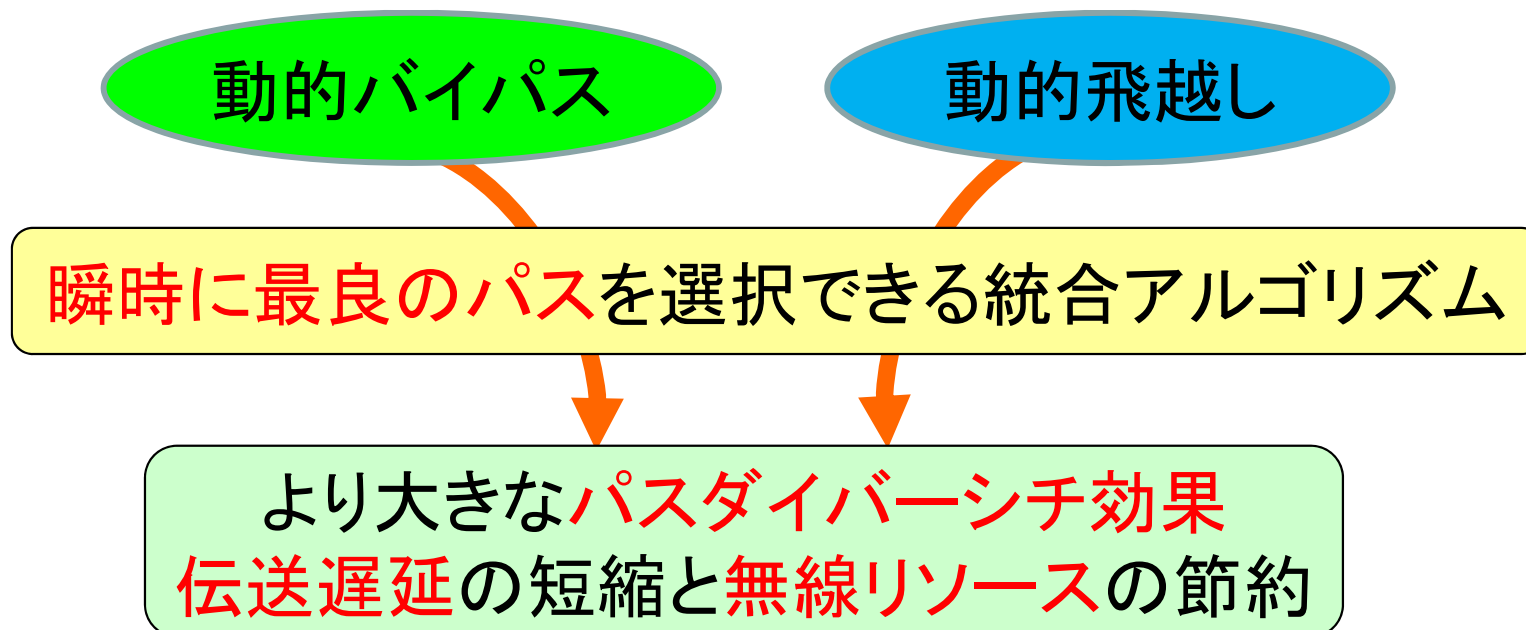 動的バイパス
動的飛越し
瞬時に最良のパスを選択できる統合アルゴリズム
より大きなパスダイバーシチ効果
伝送遅延の短縮と無線リソースの節約